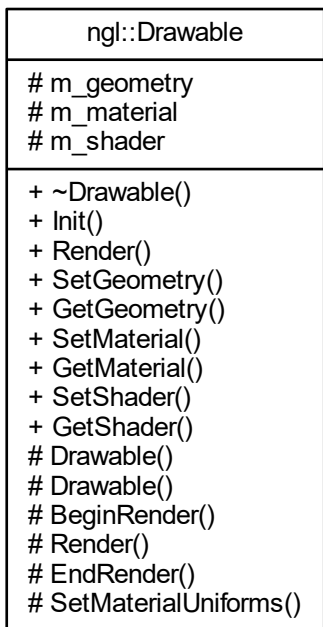 ngl::Drawable
# m_geometry
# m_material
# m_shader
+ ~Drawable()
+ Init()
+ Render()
+ SetGeometry()
+ GetGeometry()
+ SetMaterial()
+ GetMaterial()
+ SetShader()
+ GetShader()
# Drawable()
# Drawable()
# BeginRender()
# Render()
# EndRender()
# SetMaterialUniforms()